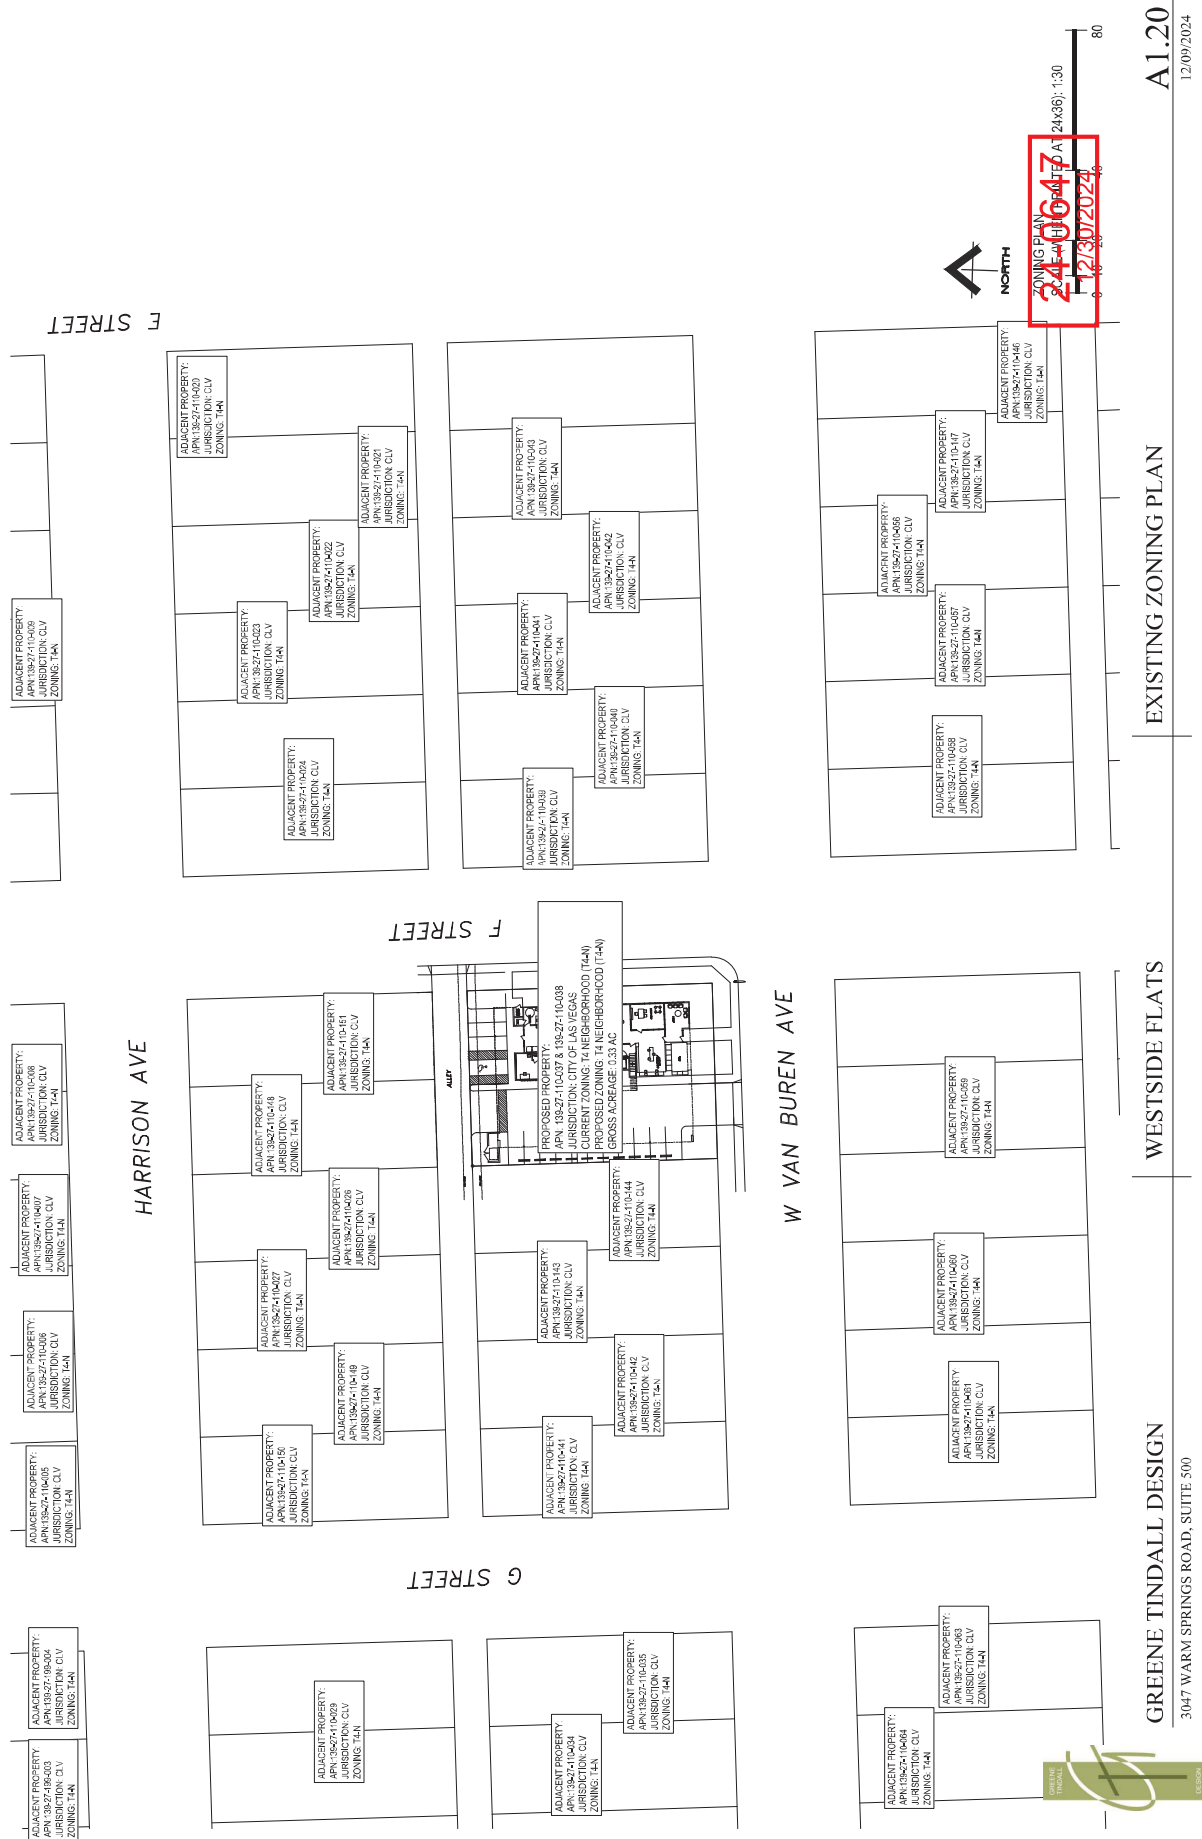 HARRISON AVE
W VAN BUREN AVE
E STREET
F STREET
G STREET
ALLEY
ADJACENT PROPERTY:
APN:139-27-199-003
JURISDICTION: CLV
ZONING: T4-N
ADJACENT PROPERTY:
APN:139-27-199-004
JURISDICTION: CLV
ZONING: T4-N
ADJACENT PROPERTY:
APN:139-27-110-005
JURISDICTION: CLV
ZONING: T4-N
ADJACENT PROPERTY:
APN:139-27-110-006
JURISDICTION: CLV
ZONING: T4-N
ADJACENT PROPERTY:
APN:139-27-110-007
JURISDICTION: CLV
ZONING: T4-N
ADJACENT PROPERTY:
APN:139-27-110-008
JURISDICTION: CLV
ZONING: T4-N
ADJACENT PROPERTY:
APN:139-27-110-009
JURISDICTION: CLV
ZONING: T4-N
ADJACENT PROPERTY:
APN:139-27-110-029
JURISDICTION: CLV
ZONING: T4-N
ADJACENT PROPERTY:
APN:139-27-110-150
JURISDICTION: CLV
ZONING: T4-N
ADJACENT PROPERTY:
APN:139-27-110-149
JURISDICTION: CLV
ZONING: T4-N
ADJACENT PROPERTY:
APN:139-27-110-027
JURISDICTION: CLV
ZONING: T4-N
ADJACENT PROPERTY:
APN:139-27-110-026
JURISDICTION: CLV
ZONING: T4-N
ADJACENT PROPERTY:
APN:139-27-110-148
JURISDICTION: CLV
ZONING: T4-N
ADJACENT PROPERTY:
APN:139-27-110-151
JURISDICTION: CLV
ZONING: T4-N
ADJACENT PROPERTY:
APN:139-27-110-024
JURISDICTION: CLV
ZONING: T4-N
ADJACENT PROPERTY:
APN:139-27-110-023
JURISDICTION: CLV
ZONING: T4-N
ADJACENT PROPERTY:
APN:139-27-110-022
JURISDICTION: CLV
ZONING: T4-N
ADJACENT PROPERTY:
APN:139-27-110-021
JURISDICTION: CLV
ZONING: T4-N
ADJACENT PROPERTY:
APN:139-27-110-020
JURISDICTION: CLV
ZONING: T4-N
ADJACENT PROPERTY:
APN:139-27-110-034
JURISDICTION: CLV
ZONING: T4-N
ADJACENT PROPERTY:
APN:139-27-110-035
JURISDICTION: CLV
ZONING: T4-N
ADJACENT PROPERTY:
APN:139-27-110-141
JURISDICTION: CLV
ZONING: T4-N
ADJACENT PROPERTY:
APN:139-27-110-142
JURISDICTION: CLV
ZONING: T4-N
ADJACENT PROPERTY:
APN:139-27-110-143
JURISDICTION: CLV
ZONING: T4-N
ADJACENT PROPERTY:
APN:139-27-110-144
JURISDICTION: CLV
ZONING: T4-N
PROPOSED PROPERTY:
APN: 139-27-110-037 & 139-27-110-038
JURISDICTION: CITY OF LAS VEGAS
CURRENT ZONING: T4 NEIGHBORHOOD (T4-N)
PROPOSED ZONING: T4 NEIGHBORHOOD (T4-N)
GROSS ACREAGE: 0.33 AC
ADJACENT PROPERTY:
APN:139-27-110-039
JURISDICTION: CLV
ZONING: T4-N
ADJACENT PROPERTY:
APN:139-27-110-040
JURISDICTION: CLV
ZONING: T4-N
ADJACENT PROPERTY:
APN:139-27-110-041
JURISDICTION: CLV
ZONING: T4-N
ADJACENT PROPERTY:
APN:139-27-110-042
JURISDICTION: CLV
ZONING: T4-N
ADJACENT PROPERTY:
APN:139-27-110-043
JURISDICTION: CLV
ZONING: T4-N
ADJACENT PROPERTY:
APN:139-27-110-064
JURISDICTION: CLV
ZONING: T4-N
ADJACENT PROPERTY:
APN:139-27-110-063
JURISDICTION: CLV
ZONING: T4-N
ADJACENT PROPERTY
APN:139-27-110-061
JURISDICTION: CLV
ZONING: T4-N
ADJACENT PROPERTY:
APN:139-27-110-060
JURISDICTION: CLV
ZONING: T4-N
ADJACENT PROPERTY:
APN:139-27-110-059
JURISDICTION: CLV
ZONING: T4-N
ADJACENT PROPERTY:
APN:139-27-110-058
JURISDICTION: CLV
ZONING: T4-N
ADJACENT PROPERTY:
APN:139-27-110-057
JURISDICTION: CLV
ZONING: T4-N
ADJACENT PROPERTY:
APN:139-27-110-056
JURISDICTION: CLV
ZONING: T4-N
ADJACENT PROPERTY:
APN:139-27-110-147
JURISDICTION: CLV
ZONING: T4-N
ADJACENT PROPERTY:
APN:139-27-110-146
JURISDICTION: CLV
ZONING: T4-N
NORTH
ZONING PLAN
SCALE (WHEN PRINTED AT 24x36): 1:30
0 10 20 40 80
24-0647
12/30/2024
GREENE
TINDALL
DESIGN
GREENE TINDALL DESIGN
3047 WARM SPRINGS ROAD, SUITE 500
WESTSIDE FLATS
EXISTING ZONING PLAN
A1.20
12/09/2024